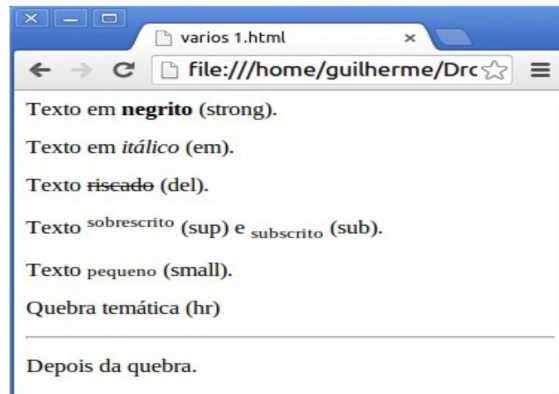 varios 1.html
file:///home/guilherme/Drc
Texto em negrito (strong).
Texto em itálico (em).
Texto riscado (del).
Texto sobrescrito (sup) e subscrito (sub).
Texto pequeno (small).
Quebra temática (hr)
Depois da quebra.